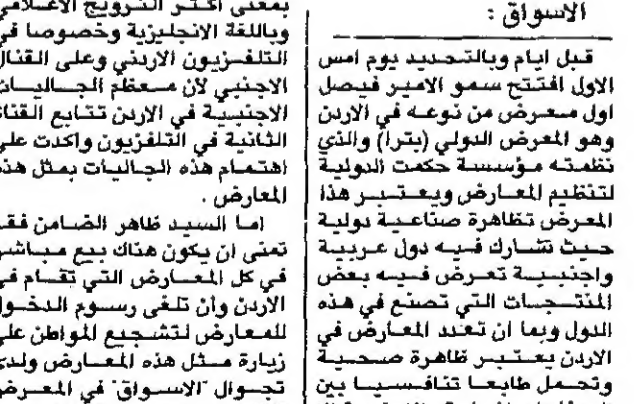 الاسواق :
قبل ايام وبالتحديد يوم امس
الاول افتتح سمو الامير فيصل
اول معرض من نوعه في الاردن
وهو المعرض الدولي (بترا) والذي
نظمته مؤسسة حكمت الدولية
لتنظيم المعارض ويعتبر هذا
المعرض تظاهرة صناعية دولية
حيث تشارك فيه دول عربية
واجنبية تعرض فيه بعض
المنتجات التي تصنع في هذه
الدول وبما ان تعدد المعارض في
الاردن يعتبر ظاهرة صحية
وتحمل طابعا تنافسيا بين
بمعنى اكثر الترويج الاعلامي
وباللغة الانجليزية وخصوصا في
التلفزيون الاردني وعلى القنال
الاجنبي لان معظم الجاليات
الاجنبية في الاردن تتابع القناة
الثانية في التلفزيون واكدت على
اهتمام هذه الجاليات بمثل هذه
المعارض .
اما السيد ظاهر الضامن فقد
تمنى ان يكون هناك بيع مباشر
في كل المعارض التي تقام في
الاردن وان تلغى رسوم الدخول
للمعارض لتشجيع المواطن على
زيارة مثل هذه المعارض ولدى
تجوال "الاسواق" في المعرض